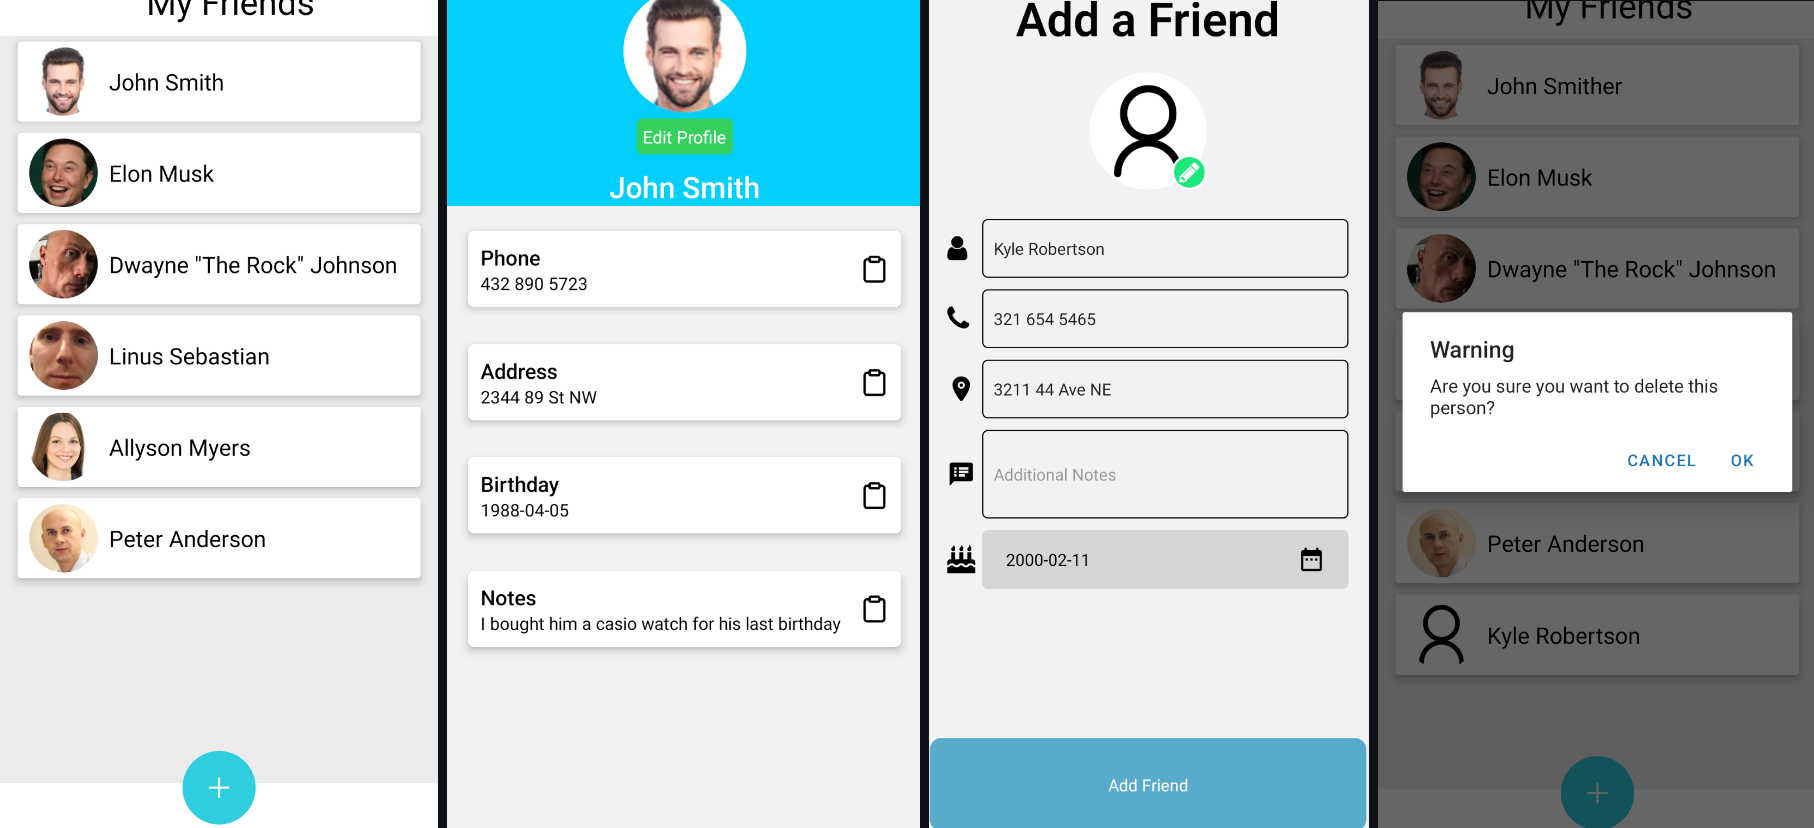 My Friends
John Smith
Elon Musk
Dwayne "The Rock" Johnson
Linus Sebastian
Allyson Myers
Peter Anderson
+
Edit Profile
John Smith
Phone
432 890 5723
Address
2344 89 St NW
Birthday
1988-04-05
Notes
I bought him a casio watch for his last birthday
Add a Friend
Kyle Robertson
321 654 5465
3211 44 Ave NE
Additional Notes
2000-02-11
Add Friend
My Friends
John Smither
Elon Musk
Dwayne "The Rock" Johnson
Warning
Are you sure you want to delete this
person?
CANCEL OK
Peter Anderson
Kyle Robertson
+